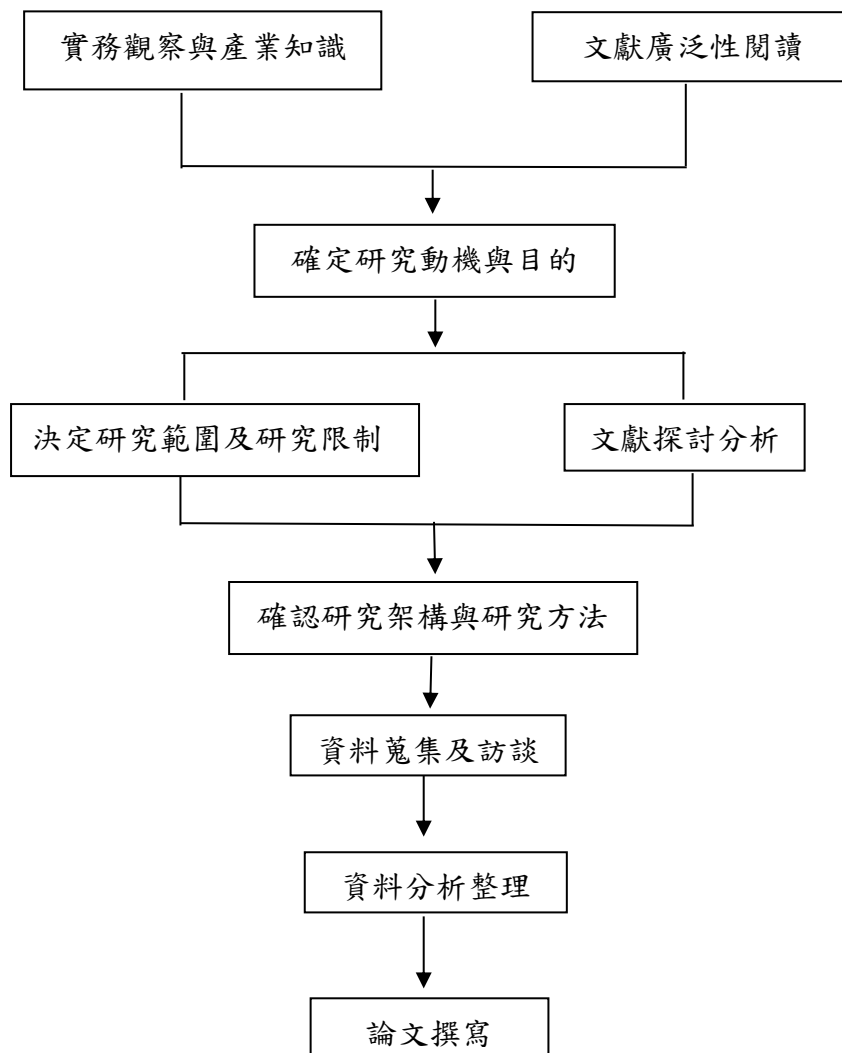 實務觀察與產業知識
文獻廣泛性閱讀
確定研究動機與目的
決定研究範圍及研究限制
文獻探討分析
確認研究架構與研究方法
資料蒐集及訪談
資料分析整理
論文撰寫